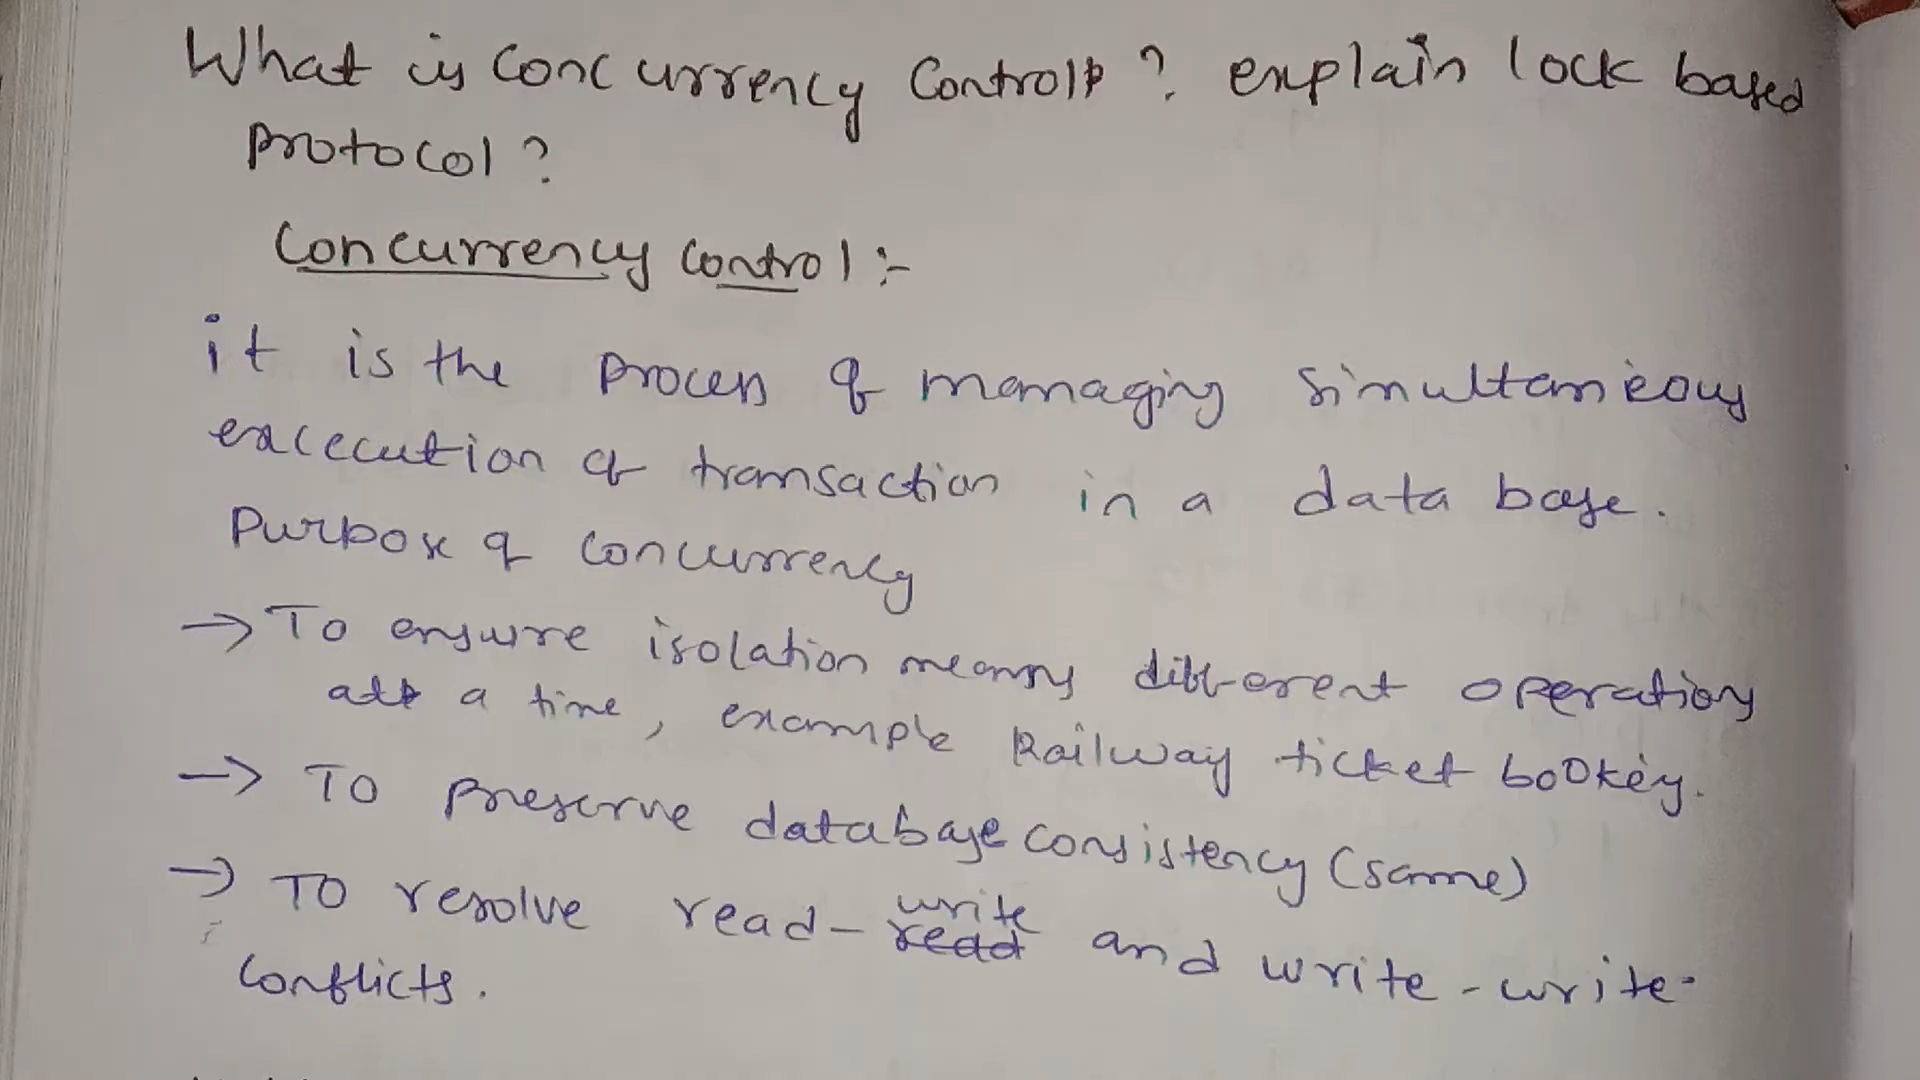 What is Concurrency Control? explain lock based
protocol?
Concurrency Control :-
it is the process of managing simultaneous
excecution of transaction in a data base.
Purpose of Concurrency
→ To ensure isolation means different operations
at a time, example Railway ticket booking.
→ To preserve database consistency (same)
→ To resolve read-write and write-write-
Conflicts.